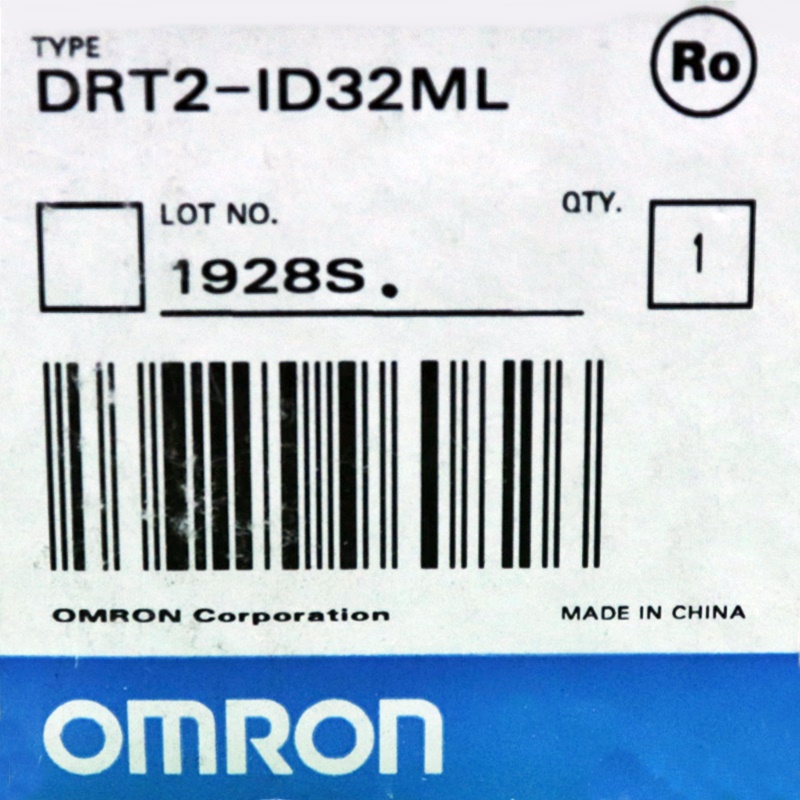 TYPE
DRT2-ID32ML
Ro
LOT NO.
1928S.
QTY.
1
OMRON Corporation
MADE IN CHINA
OMRON